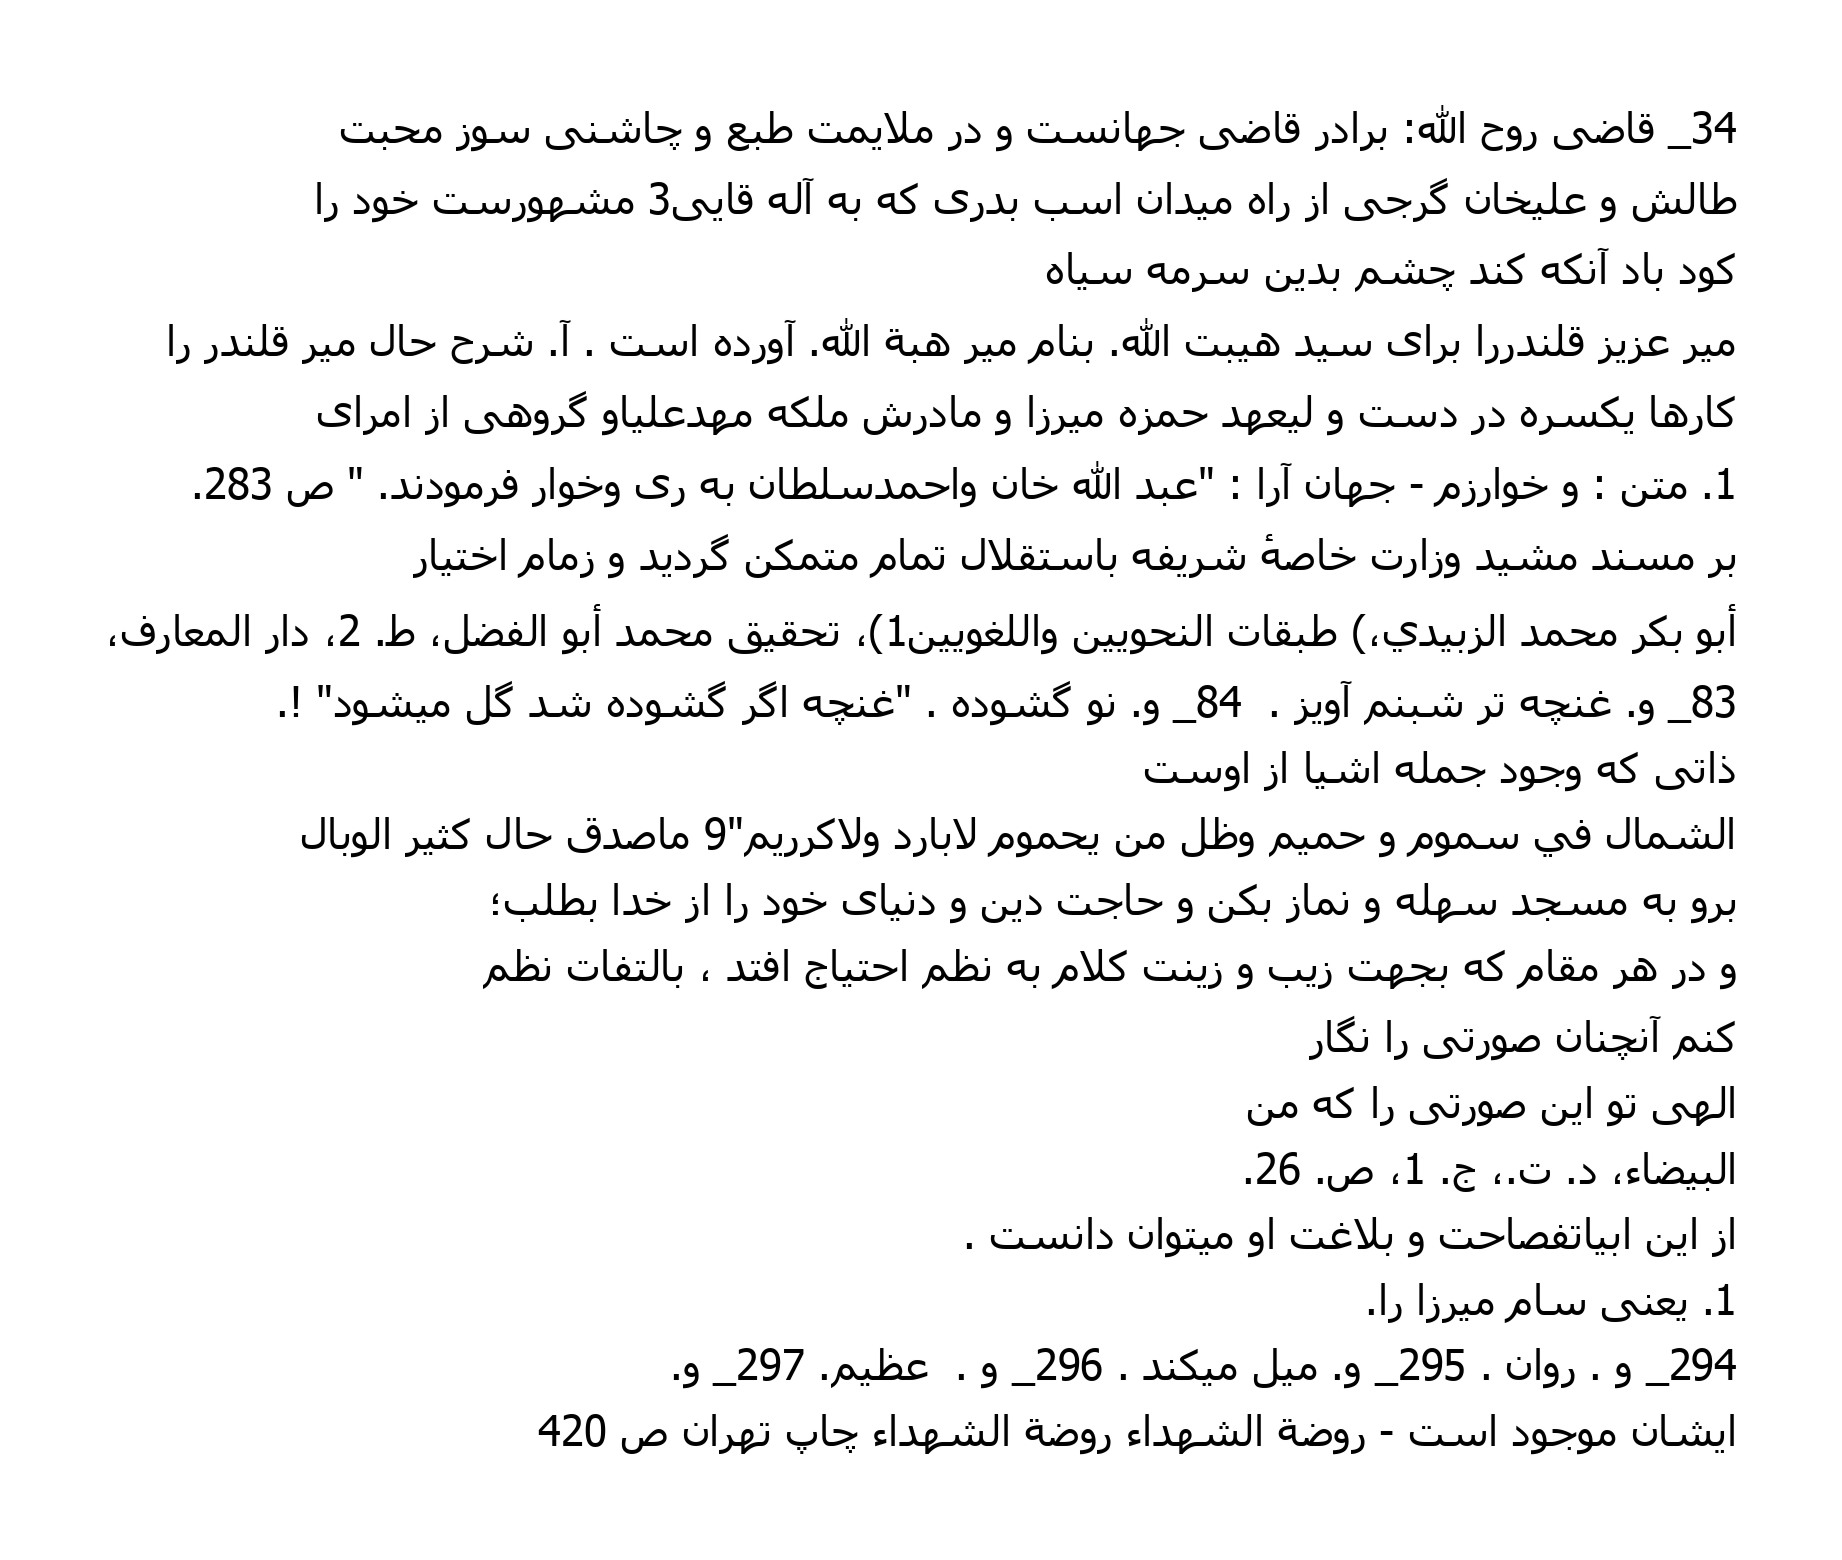 34_ قاضی روح الله: برادر قاضی جهانست و در ملایمت طبع و چاشنی سوز محبت
طالش و علیخان گرجی از راه میدان اسب بدری که به آله قایی3 مشهورست خود را
کود باد آنکه کند چشم بدین سرمه سیاه
میر عزیز قلندررا برای سید هیبت الله. بنام میر هبة الله. آورده است . آ. شرح حال میر قلندر را
کارها یکسره در دست و لیعهد حمزه میرزا و مادرش ملکه مهدعلیاو گروهی از امرای
1. متن : و خوارزم - جهان آرا : "عبد الله خان واحمدسلطان به ری وخوار فرمودند. " ص 283.
بر مسند مشید وزارت خاصهٔ شریفه باستقلال تمام متمکن گردید و زمام اختیار
أبو بكر محمد الزبيدي،) طبقات النحويين واللغويين1)، تحقيق محمد أبو الفضل، ط. 2، دار المعارف،
83_ و. غنچه تر شبنم آویز .  84_ و. نو گشوده . "غنچه اگر گشوده شد گل میشود" !.
ذاتی که وجود جمله اشیا از اوست
الشمال في سموم و حمیم وظل من یحموم لابارد ولاکرریم"9 ماصدق حال کثیر الوبال
برو به مسجد سهله و نماز بکن و حاجت دین و دنیای خود را از خدا بطلب؛
و در هر مقام که بجهت زیب و زینت کلام به نظم احتیاج افتد ، بالتفات نظم
کنم آنچنان صورتی را نگار
الهی تو این صورتی را که من
البيضاء، د. ت.، ج. 1، ص. 26.
از این ابیاتفصاحت و بلاغت او میتوان دانست .
1. یعنی سام میرزا را.
294_ و . روان . 295_ و. میل میکند . 296_ و .  عظیم. 297_ و.
ایشان موجود است - روضة الشهداء روضة الشهداء چاپ تهران ص 420